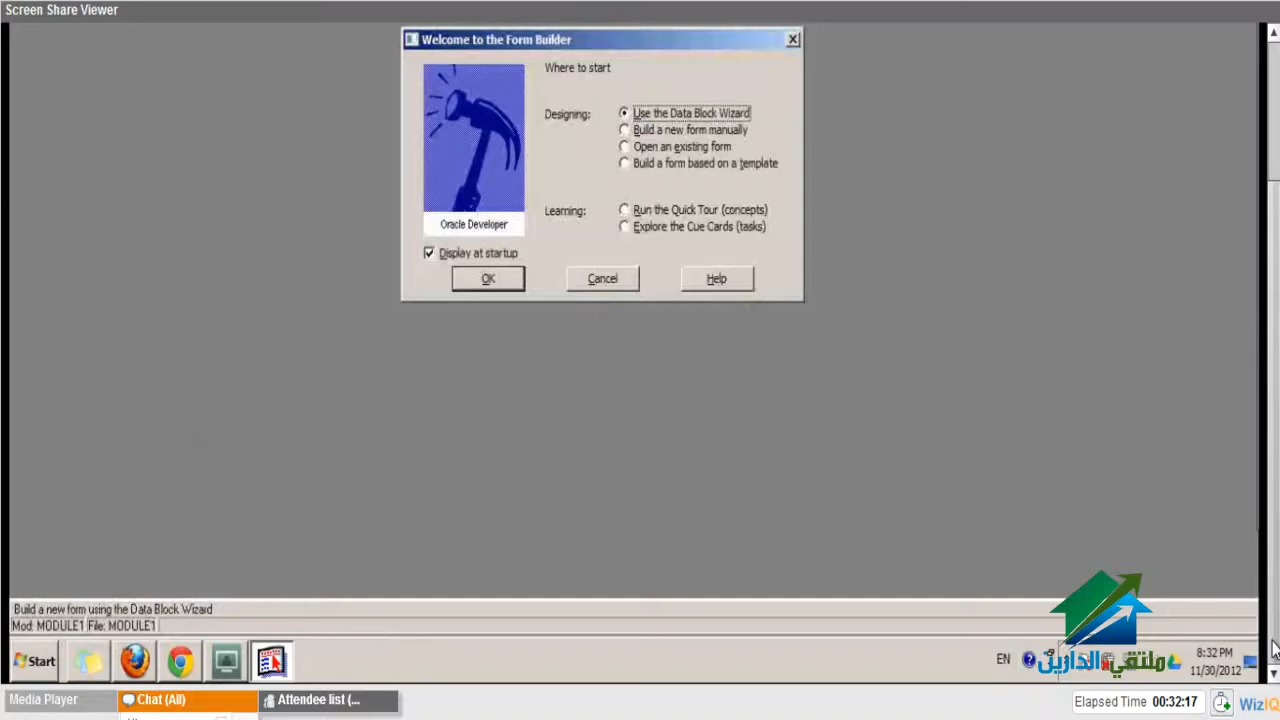 Screen Share Viewer
Welcome to the Form Builder
Where to start
Designing:
Use the Data Block Wizard
Build a new form manually
Open an existing form
Build a form based on a template
Learning:
Run the Quick Tour (concepts)
Explore the Cue Cards (tasks)
Oracle Developer
Display at startup
OK
Cancel
Help
Build a new form using the Data Block Wizard
Mod: MODULE1 File: MODULE1
Start
EN
8:32 PM
11/30/2012
ملتقي الدارين
Media Player
Chat (All)
Attendee list (...
Elapsed Time 00:32:17
WizIQ